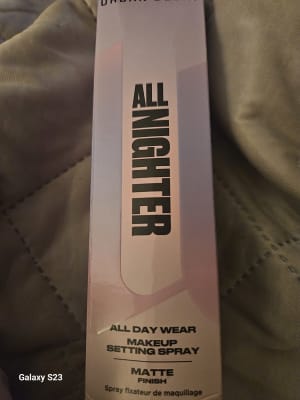 ALL
NIGHTER
ALL DAY WEAR
MAKEUP
SETTING SPRAY
MATTE
FINISH
Spray fixateur de maquillage
Galaxy S23